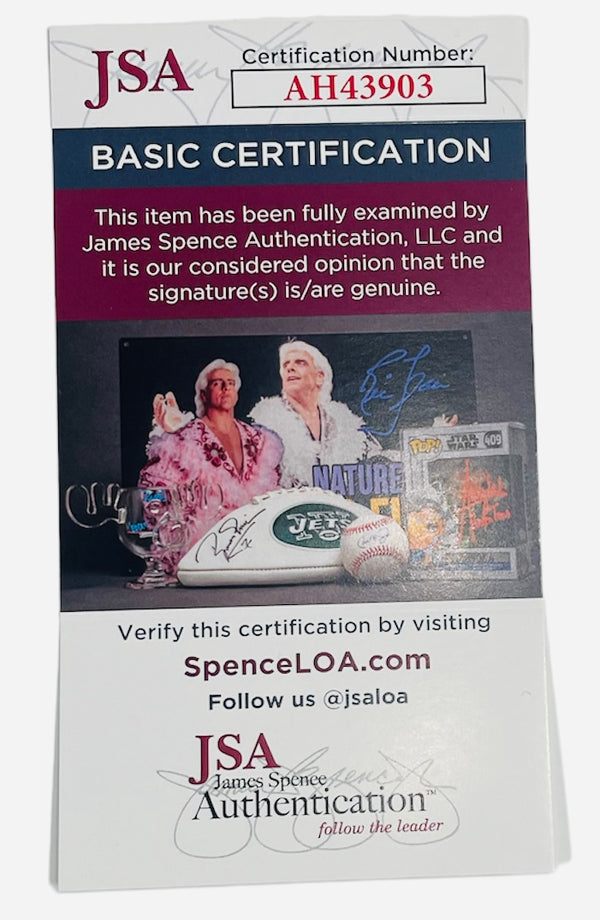 JSA
Certification Number:
AH43903
BASIC CERTIFICATION
This item has been fully examined by
James Spence Authentication, LLC and
it is our considered opinion that the
signature(s) is/are genuine.
NATURE
POP!
STAR WARS
409
JETS
Verify this certification by visiting
SpenceLOA.com
Follow us @jsaloa
JSA
James Spence
Authentication™
follow the leader